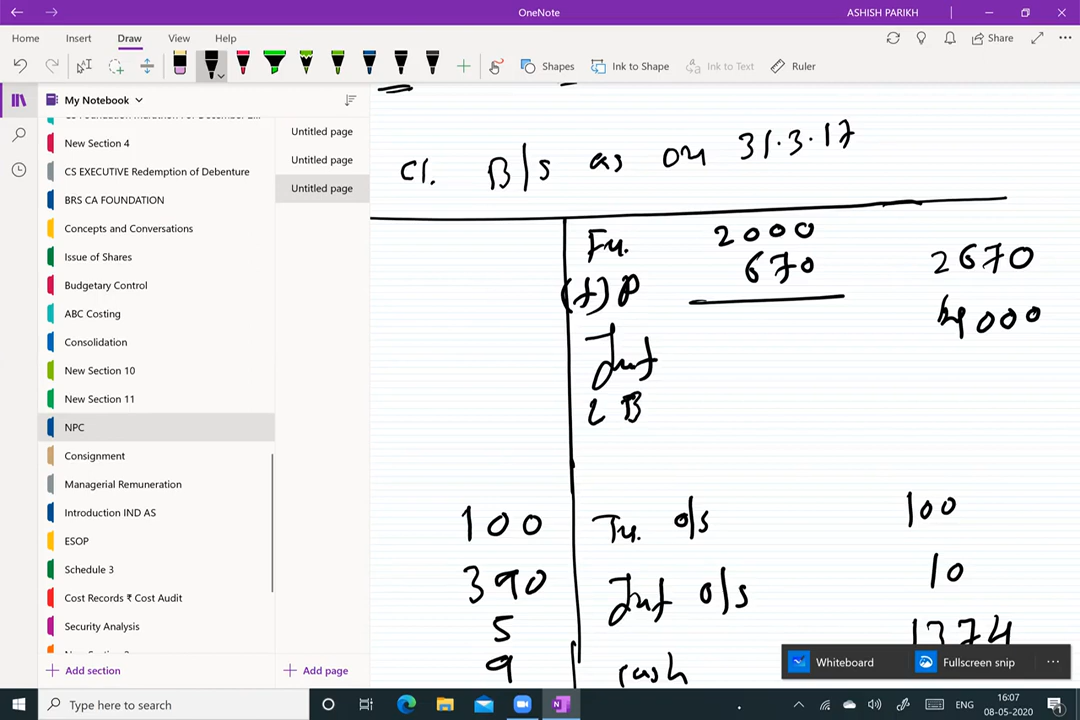 OneNote
ASHISH PARIKH
Home Insert Draw View Help
Share
Shapes Ink to Shape Ink to Text Ruler
My Notebook
New Section 4
CS EXECUTIVE Redemption of Debenture
BRS CA FOUNDATION
Concepts and Conversations
Issue of Shares
Budgetary Control
ABC Costing
Consolidation
New Section 10
New Section 11
NPC
Consignment
Managerial Remuneration
Introduction IND AS
ESOP
Schedule 3
Cost Records ₹ Cost Audit
Security Analysis
Add section
Untitled page
Untitled page
Untitled page
Add page
Cl. B/s as on 31.3.17
Fu. 2000
(+) P 670 2670
4000
L B
100 o/s 100
390 o/s 10
5 1374
9 cash
Whiteboard Fullscreen snip
Type here to search
ENG
16:07
08-05-2020